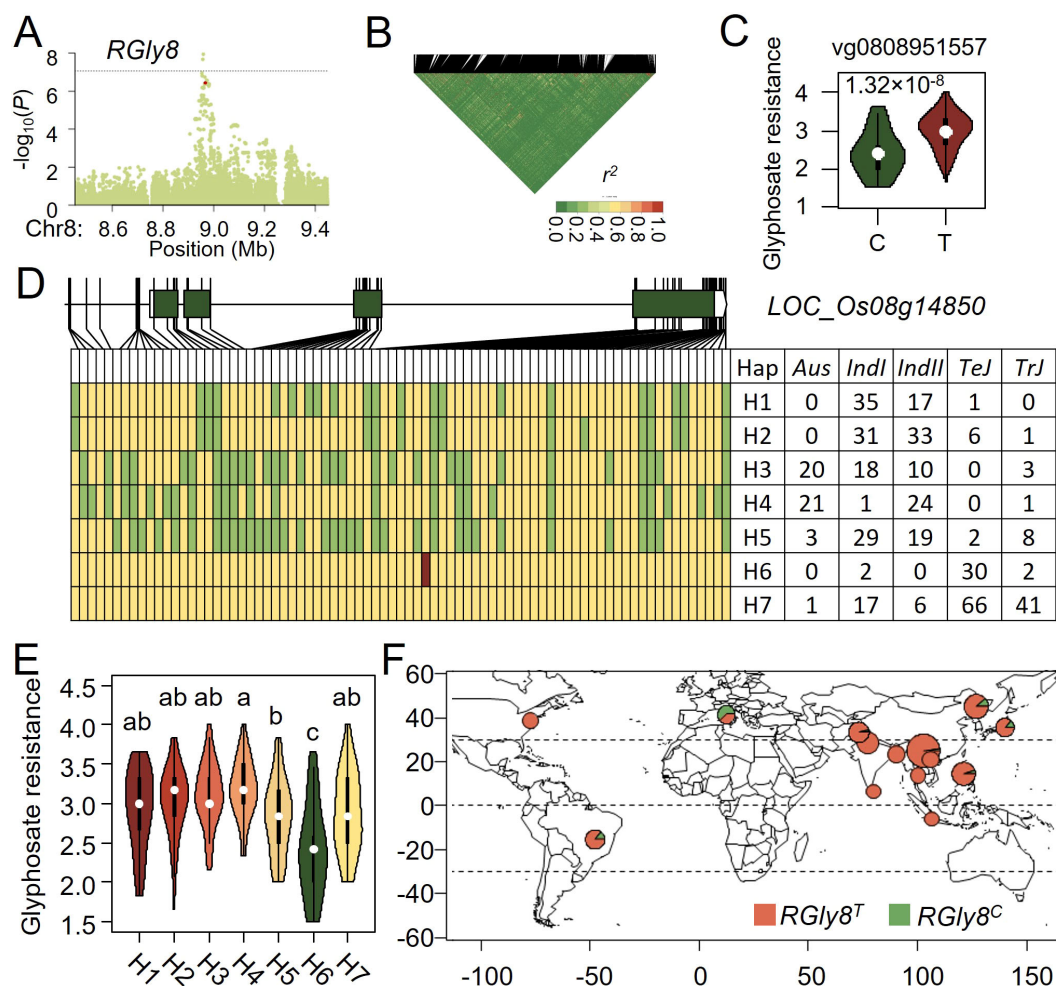 A
RGly8
8
6
4
2
0
-log10(P)
Chr8: 8.6 8.8 9.0 9.2 9.4
Position (Mb)
B
r2
0.0 0.2 0.4 0.6 0.8 1.0
C
vg0808951557
1.32×10-8
4
3
2
1
Glyphosate resistance
C T
D
LOC_Os08g14850
Hap Aus IndI IndII TeJ TrJ
H1 0 35 17 1 0
H2 0 31 33 6 1
H3 20 18 10 0 3
H4 21 1 24 0 1
H5 3 29 19 2 8
H6 0 2 0 30 2
H7 1 17 6 66 41
E
Glyphosate resistance
4.5
4.0
3.5
3.0
2.5
2.0
1.5
ab ab ab a b c ab
H1 H2 H3 H4 H5 H6 H7
F
60
40
20
0
-20
-40
-60
RGly8T RGly8C
-100 -50 0 50 100 150